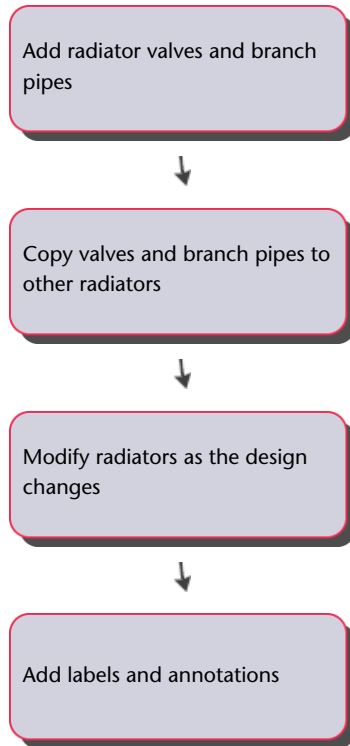 Add radiator valves and branch
pipes
Copy valves and branch pipes to
other radiators
Modify radiators as the design
changes
Add labels and annotations